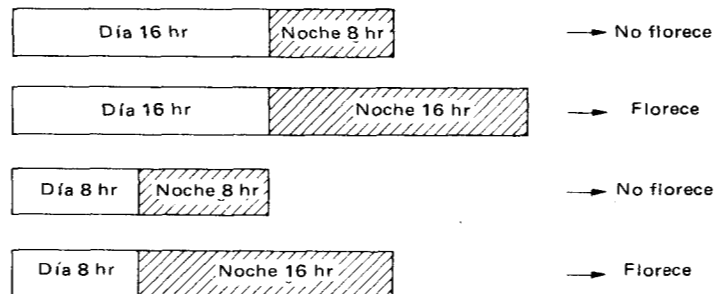 Día 16 hr Noche 8 hr → No florece
Día 16 hr Noche 16 hr → Florece
Día 8 hr Noche 8 hr → No florece
Día 8 hr Noche 16 hr → Florece